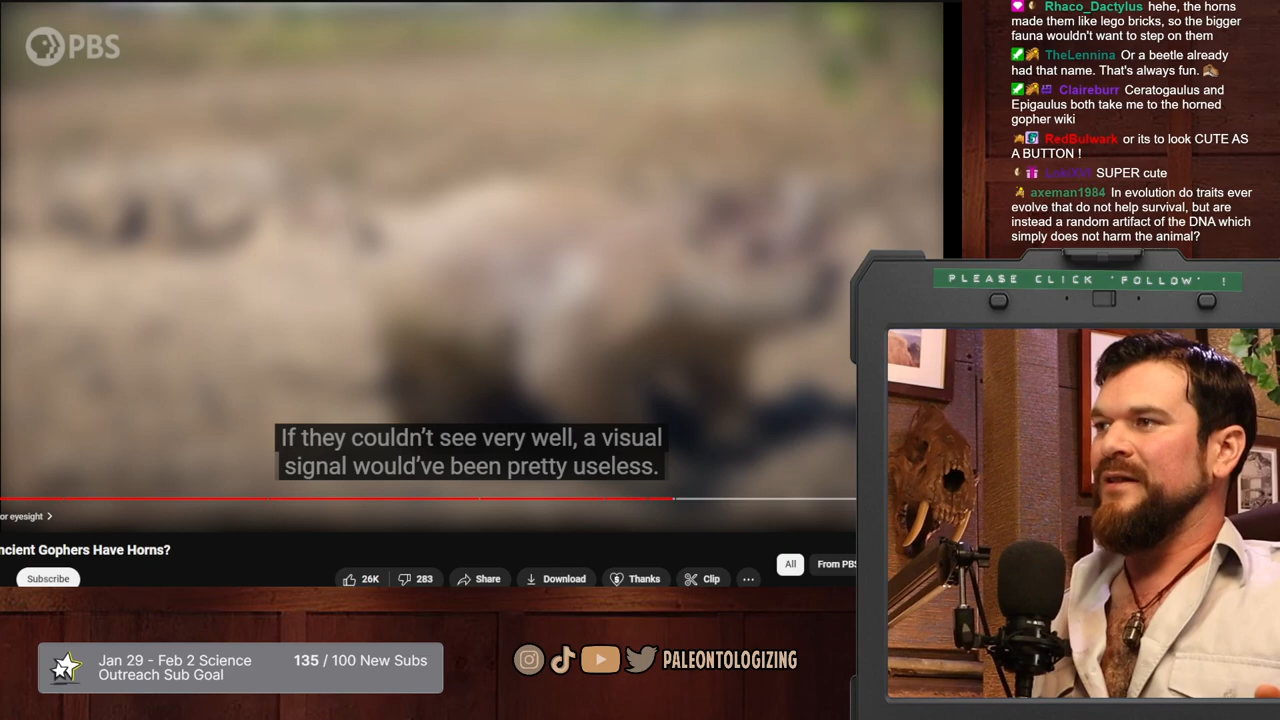 PBS
If they couldn't see very well, a visual
signal would've been pretty useless.
or eyesight
ncient Gophers Have Horns?
Subscribe
26K
283
Share
Download
Thanks
Clip
All
From PBS
Rhaco_Dactylus hehe, the horns
made them like lego bricks, so the bigger
fauna wouldn't want to step on them
TheLennina Or a beetle already
had that name. That's always fun.
Claireburr Ceratogaulus and
Epigaulus both take me to the horned
gopher wiki
RedBulwark or its to look CUTE AS
A BUTTON !
SUPER cute
axeman1984 In evolution do traits ever
evolve that do not help survival, but are
instead a random artifact of the DNA which
simply does not harm the animal?
PLEASE CLICK "FOLLOW" !
Jan 29 - Feb 2 Science
Outreach Sub Goal
135 / 100 New Subs
PALEONTOLOGIZING